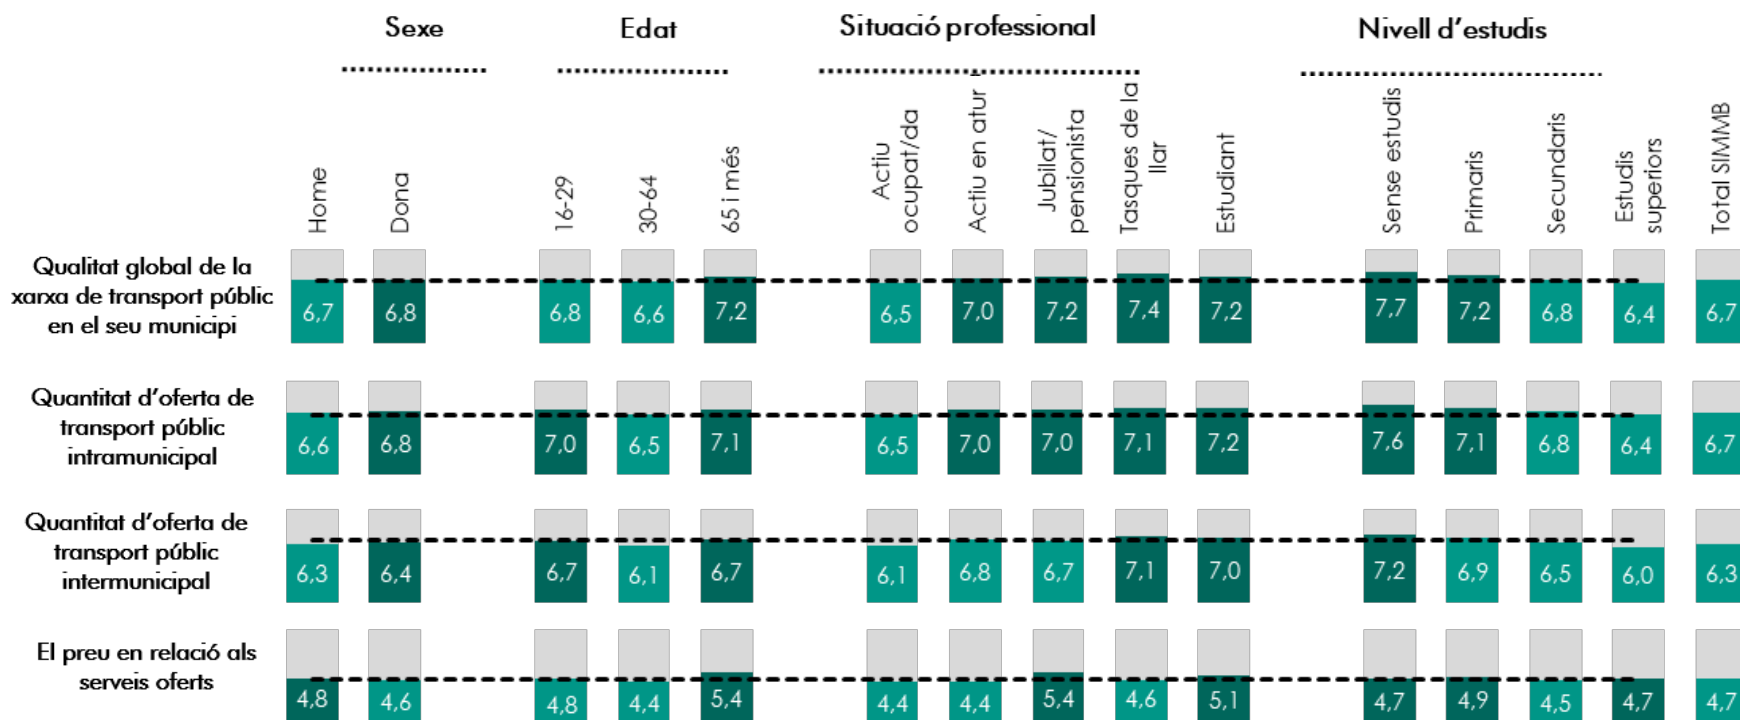 Sexe
Edat
Situació professional
Nivell d'estudis
Home
Dona
16-29
30-64
65 i més
Actiu
ocupat/da
Actiu en atur
Jubilat/
pensionista
Tasques de la
llar
Estudiant
Sense estudis
Primaris
Secundaris
Estudis
superiors
Total SIMMB
Qualitat global de la
xarxa de transport públic
en el seu municipi
6,7 6,8 6,8 6,6 7,2 6,5 7,0 7,2 7,4 7,2 7,7 7,2 6,8 6,4 6,7
Quantitat d'oferta de
transport públic
intramunicipal
6,6 6,8 7,0 6,5 7,1 6,5 7,0 7,0 7,1 7,2 7,6 7,1 6,8 6,4 6,7
Quantitat d'oferta de
transport públic
intermunicipal
6,3 6,4 6,7 6,1 6,7 6,1 6,8 6,7 7,1 7,0 7,2 6,9 6,5 6,0 6,3
El preu en relació als
serveis oferts
4,8 4,6 4,8 4,4 5,4 4,4 4,4 5,4 4,6 5,1 4,7 4,9 4,5 4,7 4,7